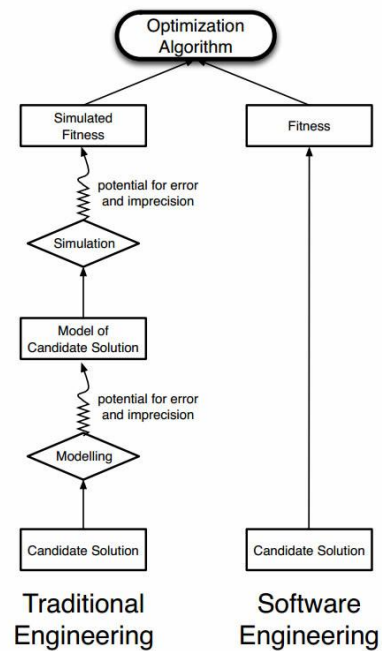 Optimization
Algorithm
Simulated
Fitness
Fitness
potential for error
and imprecision
Simulation
Model of
Candidate Solution
potential for error
and imprecision
Modelling
Candidate Solution
Candidate Solution
Traditional
Engineering
Software
Engineering